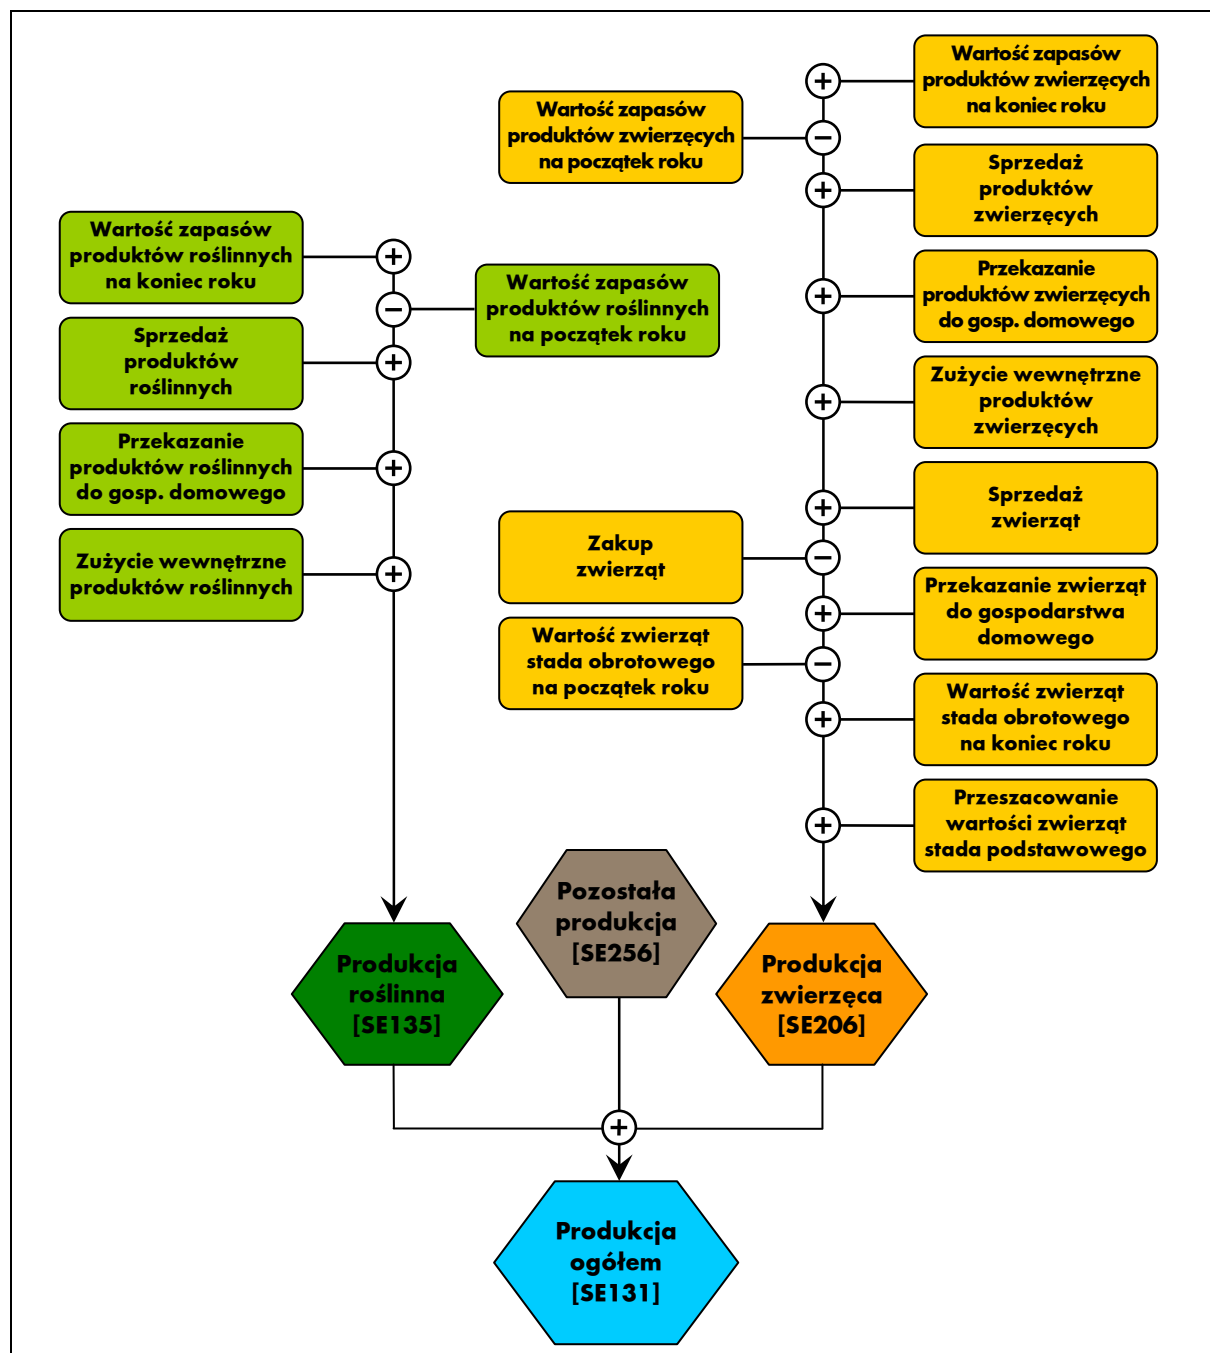 Wartość zapasów
produktów zwierzęcych
na koniec roku
Wartość zapasów
produktów zwierzęcych
na początek roku
Sprzedaż
produktów
zwierzęcych
Wartość zapasów
produktów roślinnych
na koniec roku
Wartość zapasów
produktów roślinnych
na początek roku
Przekazanie
produktów zwierzęcych
do gosp. domowego
Sprzedaż
produktów
roślinnych
Zużycie wewnętrzne
produktów
zwierzęcych
Przekazanie
produktów roślinnych
do gosp. domowego
Sprzedaż
zwierząt
Zużycie wewnętrzne
produktów roślinnych
Zakup
zwierząt
Przekazanie zwierząt
do gospodarstwa
domowego
Wartość zwierząt
stada obrotowego
na początek roku
Wartość zwierząt
stada obrotowego
na koniec roku
Przeszacowanie
wartości zwierząt
stada podstawowego
Pozostała
produkcja
[SE256]
Produkcja
roślinna
[SE135]
Produkcja
zwierzęca
[SE206]
Produkcja
ogółem
[SE131]